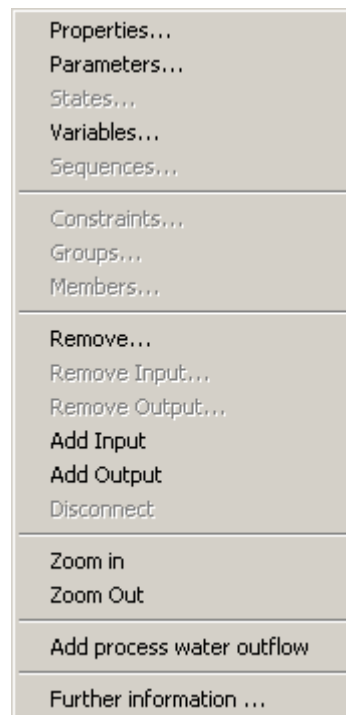 Properties...
Parameters...
States...
Variables...
Sequences...
Constraints...
Groups...
Members...
Remove...
Remove Input...
Remove Output...
Add Input
Add Output
Disconnect
Zoom in
Zoom Out
Add process water outflow
Further information ...